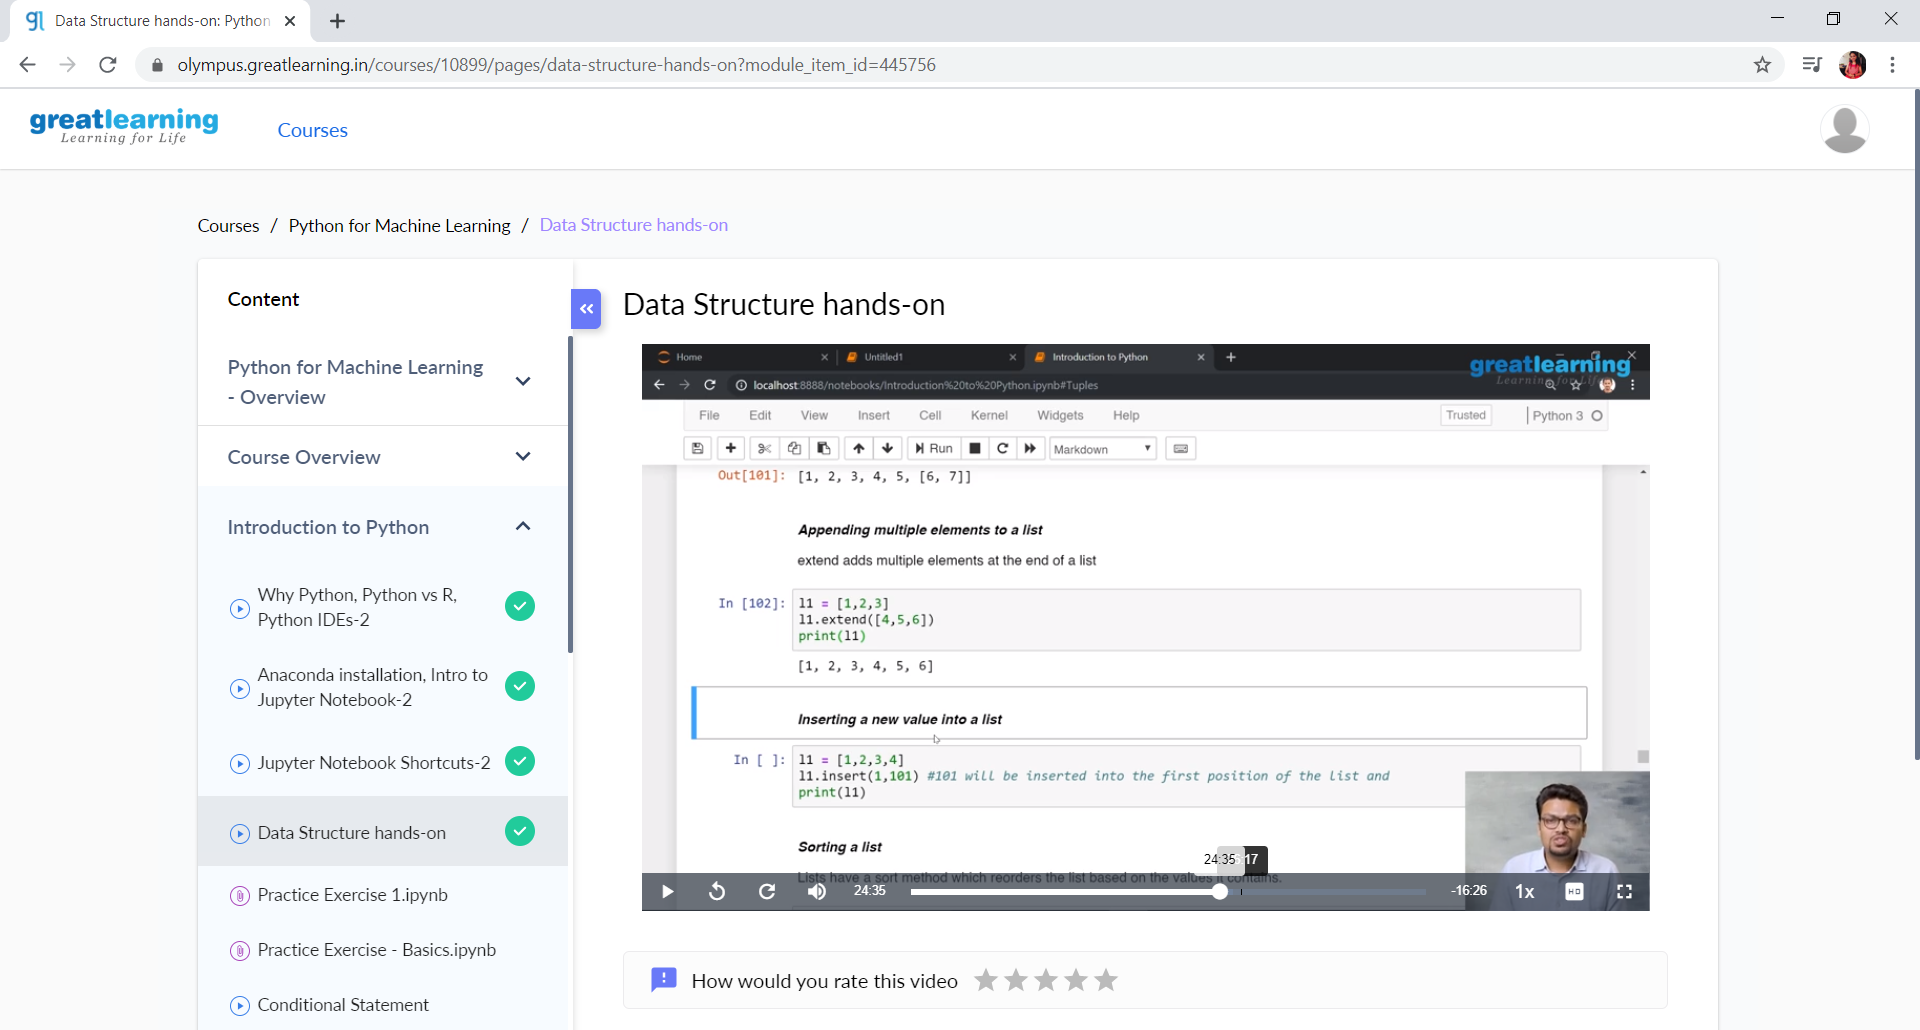 Data Structure hands-on: Python
olympus.greatlearning.in/courses/10899/pages/data-structure-hands-on?module_item_id=445756
greatlearning
Learning for Life
Courses
Courses / Python for Machine Learning / Data Structure hands-on
Content
Python for Machine Learning
- Overview
Course Overview
Introduction to Python
Why Python, Python vs R,
Python IDEs-2
Anaconda installation, Intro to
Jupyter Notebook-2
Jupyter Notebook Shortcuts-2
Data Structure hands-on
Practice Exercise 1.ipynb
Practice Exercise - Basics.ipynb
Conditional Statement
Data Structure hands-on
Home
Untitled1
Introduction to Python
greatlearning
Learning for Life
localhost:8888/notebooks/Introduction%20to%20Python.ipynb#Tuples
File Edit View Insert Cell Kernel Widgets Help
Trusted
Python 3
Run
Markdown
Out[101]: [1, 2, 3, 4, 5, [6, 7]]
Appending multiple elements to a list
extend adds multiple elements at the end of a list
In [102]: l1 = [1,2,3]
l1.extend([4,5,6])
print(l1)
[1, 2, 3, 4, 5, 6]
Inserting a new value into a list
In [ ]: l1 = [1,2,3,4]
l1.insert(1,101) #101 will be inserted into the first position of the list and
print(l1)
Sorting a list
Lists have a sort method which reorders the list based on the values it contains.
24:35
17
24:35
-16:26
1x
HD
How would you rate this video